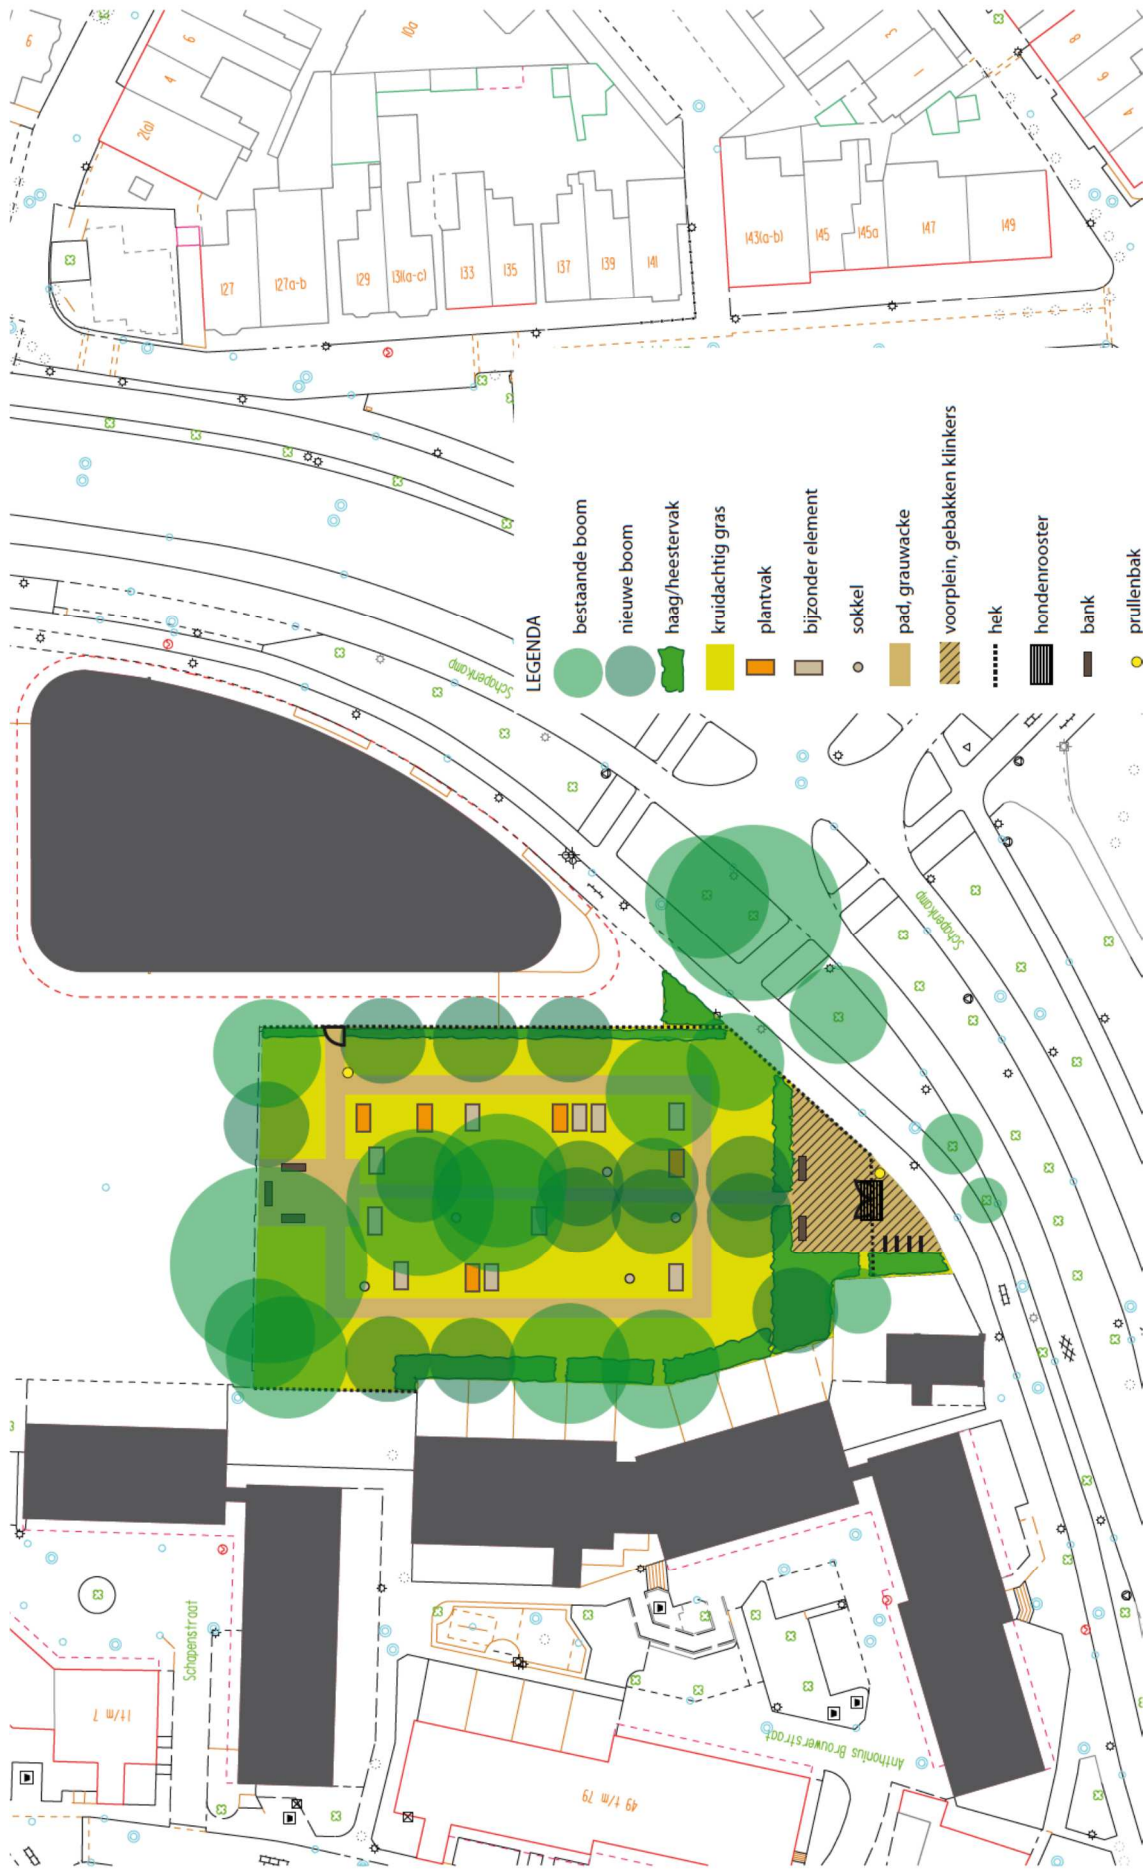 LEGENDA
bestaande boom
nieuwe boom
haag/heestervak
kruidachtig gras
plantvak
bijzonder element
sokkel
pad, grauwacke
voorplein, gebakken klinkers
hek
hondenrooster
bank
prullenbak
Schapenkamp
Schapenkamp
Schapenstraat
Anthonius Brouwerstraat
1 t/m 7
49 t/m 79
9
6
4
2(a)
10a
127
127a-b
129
131(a-c)
133
135
137
139
141
143(a-b)
145
145a
147
149
3
1
8
6
4